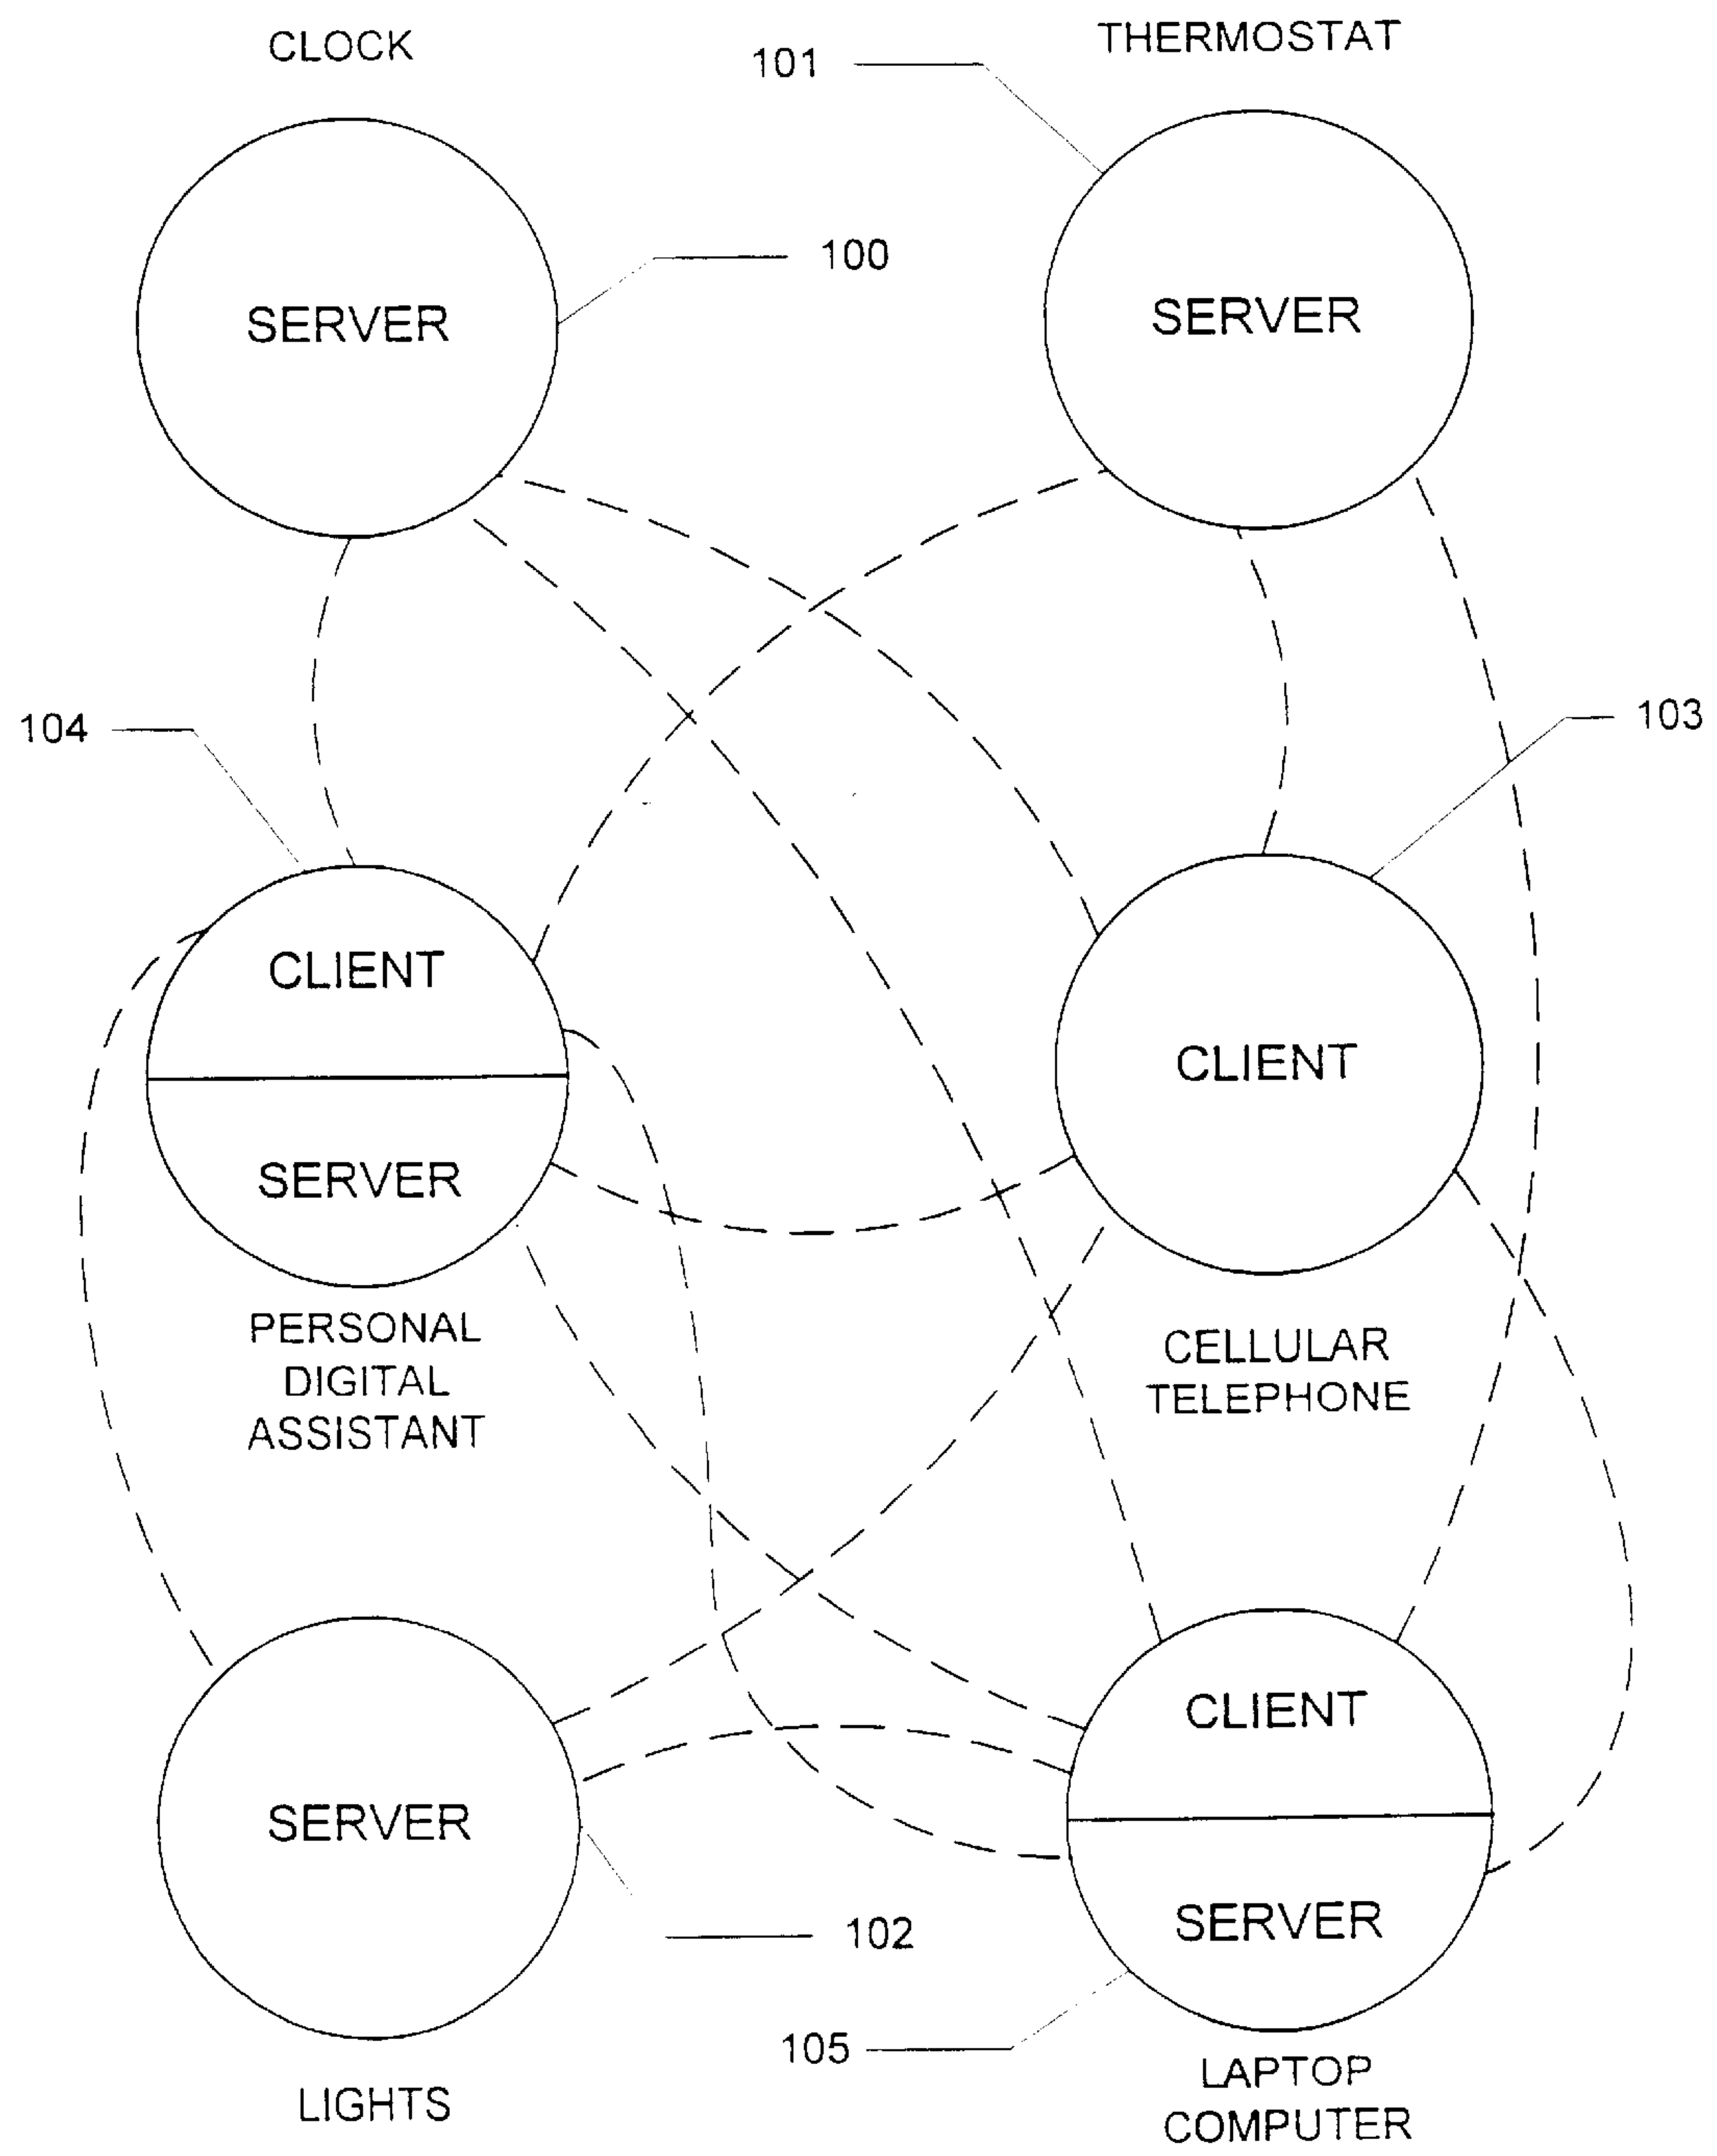 CLOCK
THERMOSTAT
101
100
SERVER
SERVER
104
103
CLIENT
SERVER
CLIENT
PERSONAL
DIGITAL
ASSISTANT
CELLULAR
TELEPHONE
SERVER
CLIENT
SERVER
102
105
LIGHTS
LAPTOP
COMPUTER